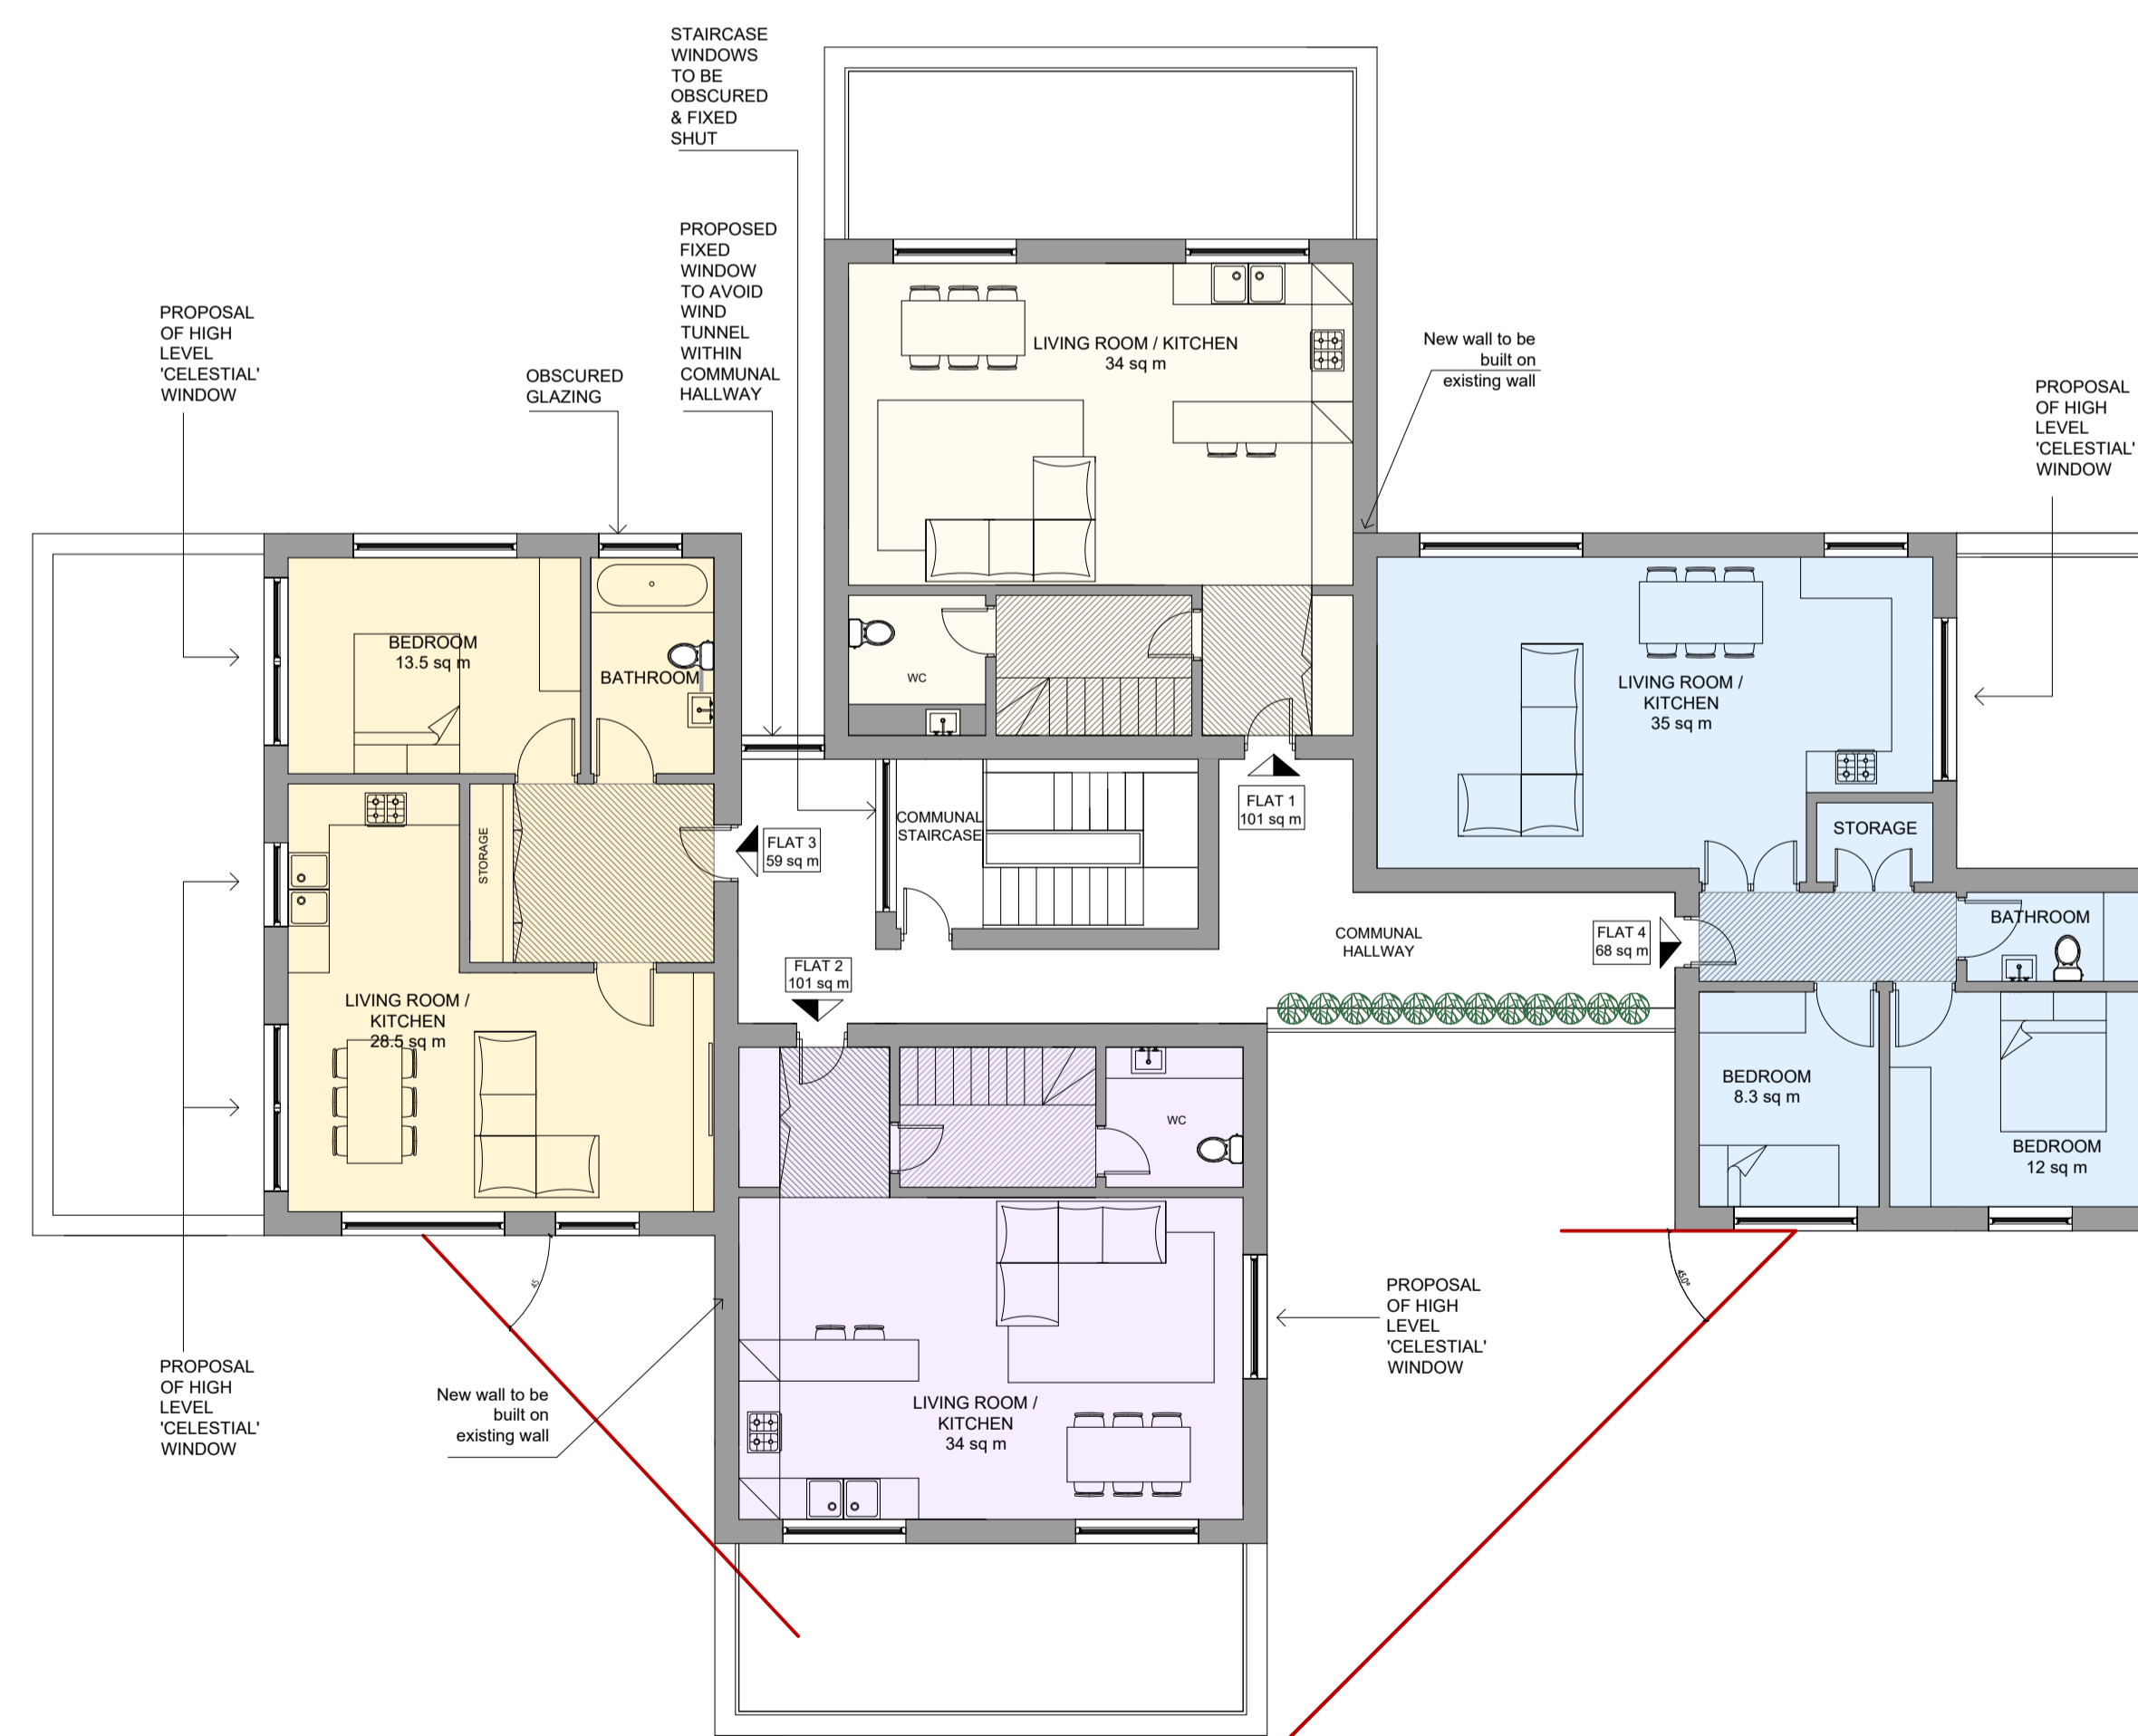 STAIRCASE
WINDOWS
TO BE
OBSCURED
& FIXED
SHUT
PROPOSED
FIXED
WINDOW
TO AVOID
WIND
TUNNEL
WITHIN
COMMUNAL
HALLWAY
PROPOSAL
OF HIGH
LEVEL
'CELESTIAL'
WINDOW
OBSCURED
GLAZING
LIVING ROOM / KITCHEN
34 sq m
New wall to be
built on
existing wall
PROPOSAL
OF HIGH
LEVEL
'CELESTIAL'
WINDOW
BEDROOM
13.5 sq m
BATHROOM
WC
LIVING ROOM /
KITCHEN
35 sq m
STORAGE
FLAT 3
59 sq m
COMMUNAL
STAIRCASE
FLAT 1
101 sq m
STORAGE
COMMUNAL
HALLWAY
FLAT 4
68 sq m
BATHROOM
FLAT 2
101 sq m
LIVING ROOM /
KITCHEN
28.5 sq m
WC
BEDROOM
8.3 sq m
BEDROOM
12 sq m
45
45.0°
PROPOSAL
OF HIGH
LEVEL
'CELESTIAL'
WINDOW
PROPOSAL
OF HIGH
LEVEL
'CELESTIAL'
WINDOW
New wall to be
built on
existing wall
LIVING ROOM /
KITCHEN
34 sq m